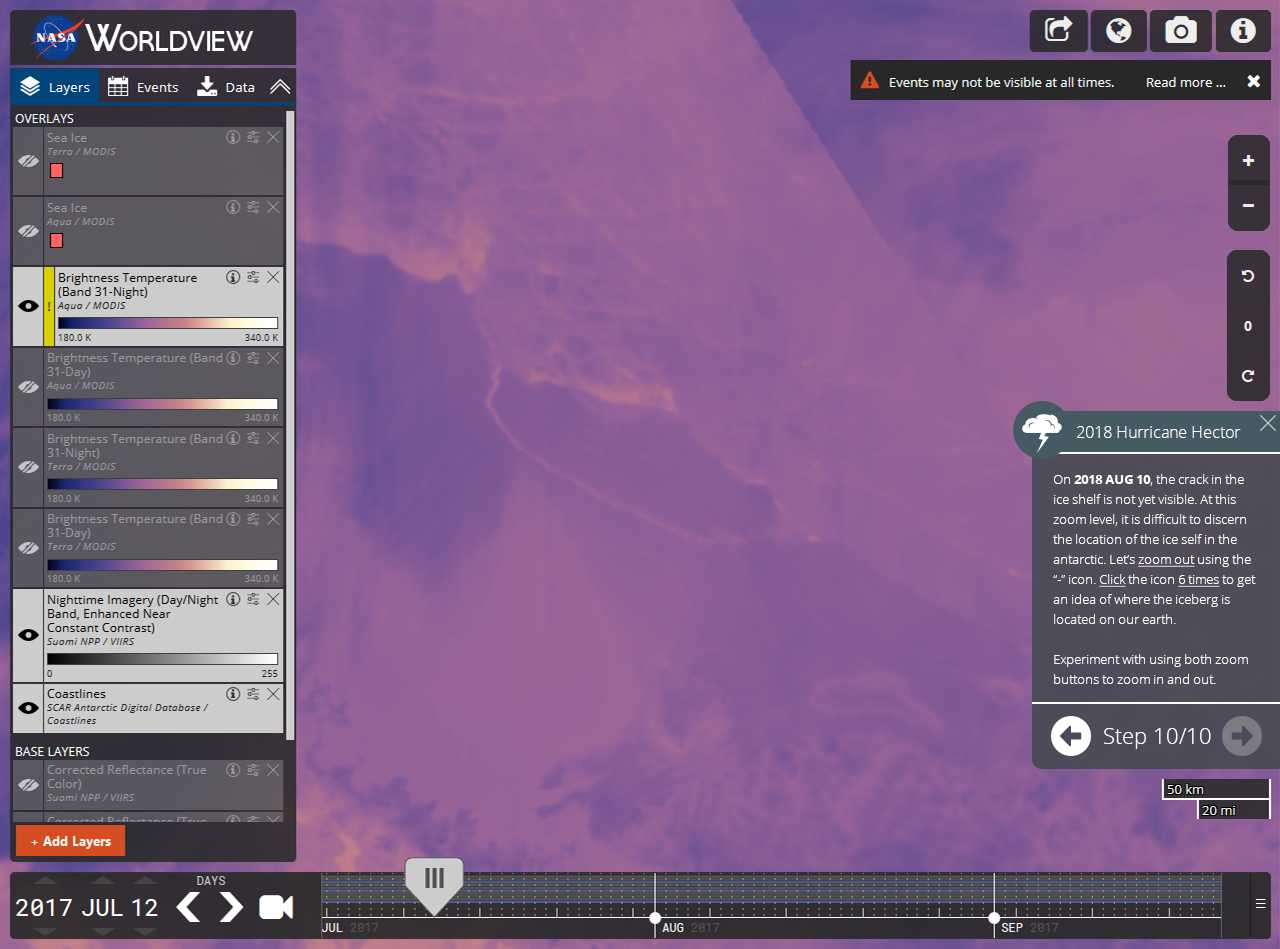 NASA WORLDVIEW
Layers Events Data
OVERLAYS
Sea Ice
Terra / MODIS
Sea Ice
Aqua / MODIS
!
Brightness Temperature
(Band 31-Night)
Aqua / MODIS
180.0 K 340.0 K
Brightness Temperature (Band
31-Day)
Aqua / MODIS
180.0 K 340.0 K
Brightness Temperature (Band
31-Night)
Terra / MODIS
180.0 K 340.0 K
Brightness Temperature (Band
31-Day)
Terra / MODIS
180.0 K 340.0 K
Nighttime Imagery (Day/Night
Band, Enhanced Near
Constant Contrast)
Suomi NPP / VIIRS
0 255
Coastlines
SCAR Antarctic Digital Database /
Coastlines
BASE LAYERS
Corrected Reflectance (True
Color)
Suomi NPP / VIIRS
Corrected Reflectance (True
+ Add Layers
Events may not be visible at all times. Read more ...
+
-
0
2018 Hurricane Hector
On 2018 AUG 10, the crack in the
ice shelf is not yet visible. At this
zoom level, it is difficult to discern
the location of the ice self in the
antarctic. Let's zoom out using the
"-" icon. Click the icon 6 times to get
an idea of where the iceberg is
located on our earth.
Experiment with using both zoom
buttons to zoom in and out.
Step 10/10
50 km
20 mi
DAYS
2017 JUL 12
JUL 2017 AUG 2017 SEP 2017